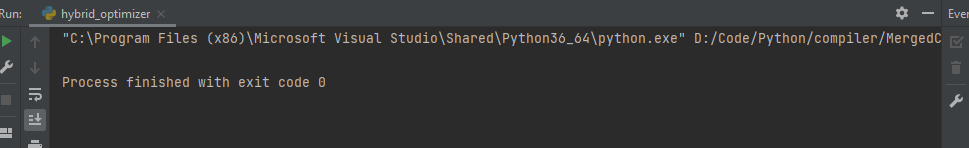 Run:
hybrid_optimizer
"C:\Program Files (x86)\Microsoft Visual Studio\Shared\Python36_64\python.exe" D:/Code/Python/compiler/MergedC
Process finished with exit code 0
Even